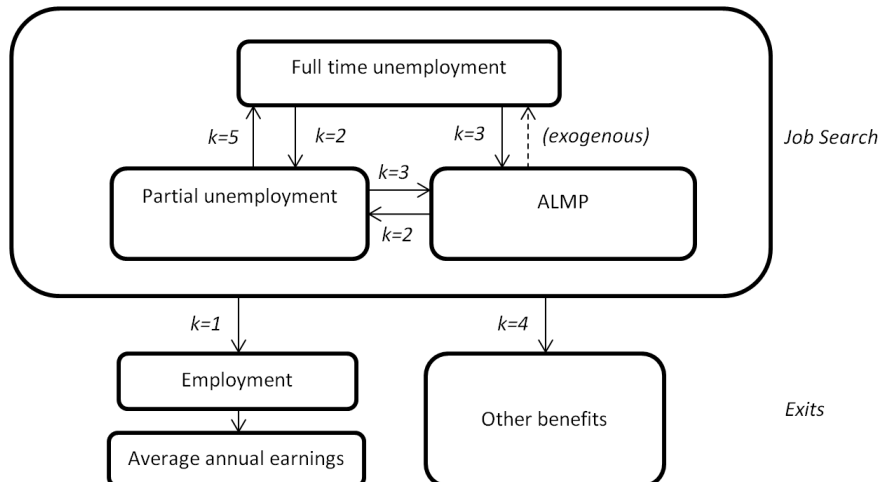 Full time unemployment
k=5
k=2
k=3
(exogenous)
Job Search
Partial unemployment
k=3
ALMP
k=2
k=1
k=4
Employment
Other benefits
Exits
Average annual earnings